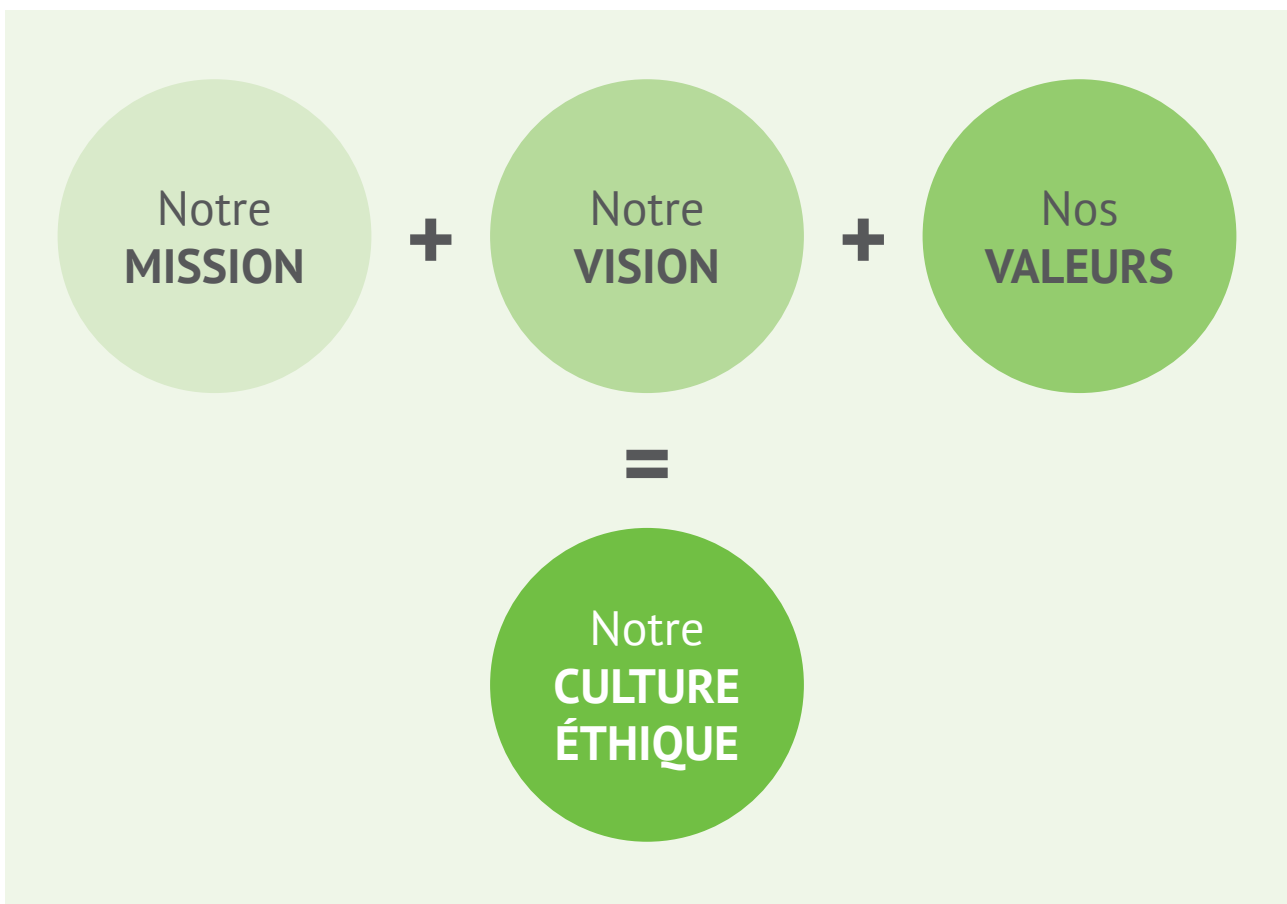 Notre
MISSION
+
Notre
VISION
+
Nos
VALEURS
=
Notre
CULTURE
ÉTHIQUE